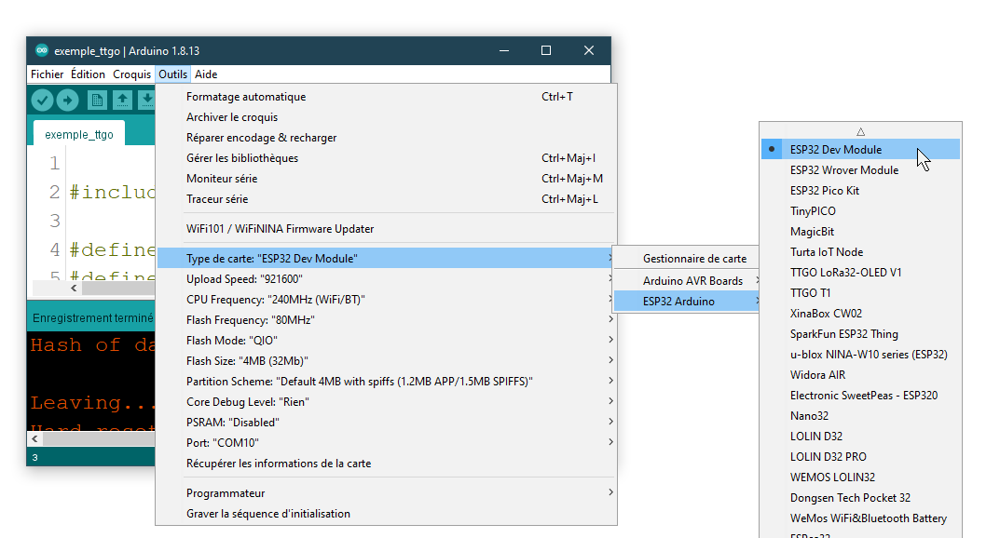 exemple_ttgo | Arduino 1.8.13
Fichier Édition Croquis Outils Aide
exemple_ttgo
1
2 #includ
3
4 #define
5 #define
Enregistrement terminé
Hash of da
Leaving...
Hard reset
3
Formatage automatique Ctrl+T
Archiver le croquis
Réparer encodage & recharger
Gérer les bibliothèques Ctrl+Maj+I
Moniteur série Ctrl+Maj+M
Traceur série Ctrl+Maj+L
WiFi101 / WiFiNINA Firmware Updater
Type de carte: "ESP32 Dev Module"
Upload Speed: "921600"
CPU Frequency: "240MHz (WiFi/BT)"
Flash Frequency: "80MHz"
Flash Mode: "QIO"
Flash Size: "4MB (32Mb)"
Partition Scheme: "Default 4MB with spiffs (1.2MB APP/1.5MB SPIFFS)"
Core Debug Level: "Rien"
PSRAM: "Disabled"
Port: "COM10"
Récupérer les informations de la carte
Programmateur
Graver la séquence d'initialisation
Gestionnaire de carte
Arduino AVR Boards
ESP32 Arduino
ESP32 Dev Module
ESP32 Wrover Module
ESP32 Pico Kit
TinyPICO
MagicBit
Turta IoT Node
TTGO LoRa32-OLED V1
TTGO T1
XinaBox CW02
SparkFun ESP32 Thing
u-blox NINA-W10 series (ESP32)
Widora AIR
Electronic SweetPeas - ESP320
Nano32
LOLIN D32
LOLIN D32 PRO
WEMOS LOLIN32
Dongsen Tech Pocket 32
WeMos WiFi&Bluetooth Battery